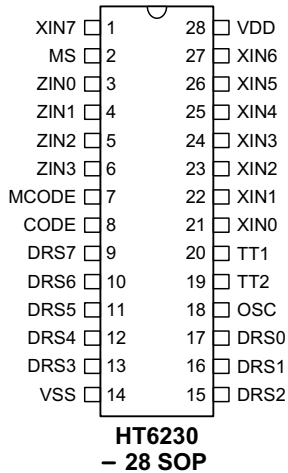 XIN7 1 28 VDD
MS 2 27 XIN6
ZIN0 3 26 XIN5
ZIN1 4 25 XIN4
ZIN2 5 24 XIN3
ZIN3 6 23 XIN2
MCODE 7 22 XIN1
CODE 8 21 XIN0
DRS7 9 20 TT1
DRS6 10 19 TT2
DRS5 11 18 OSC
DRS4 12 17 DRS0
DRS3 13 16 DRS1
VSS 14 15 DRS2
HT6230
– 28 SOP